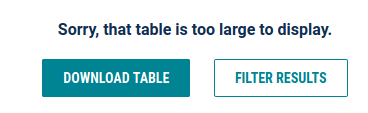 Sorry, that table is too large to display.
DOWNLOAD TABLE FILTER RESULTS